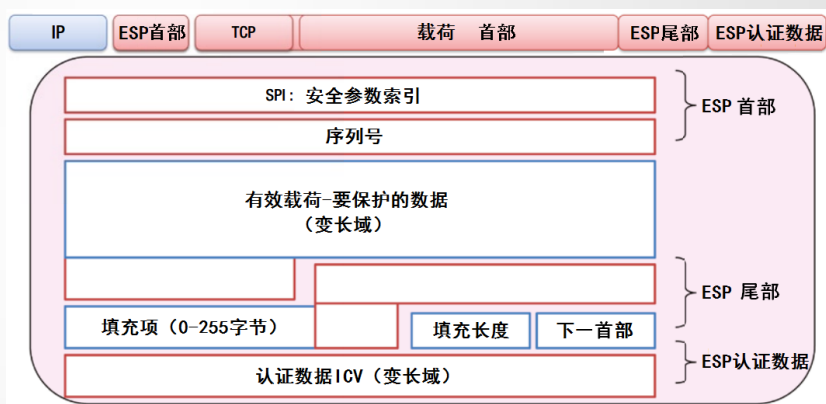 IP ESP首部 TCP 载荷 首部 ESP尾部 ESP认证数据
SPI: 安全参数索引
ESP 首部
序列号
有效载荷-要保护的数据
(变长域)
ESP 尾部
填充项（0-255字节） 填充长度 下一首部
ESP认证数据
认证数据ICV（变长域）